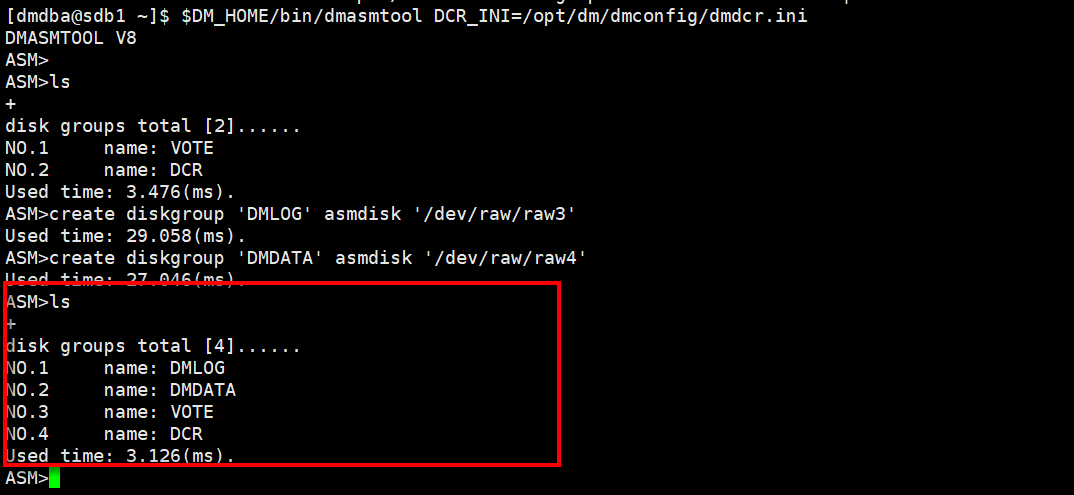 [dmdba@sdb1 ~]$ $DM_HOME/bin/dmasmtool DCR_INI=/opt/dm/dmconfig/dmdcr.ini
DMASMTOOL V8
ASM>
ASM>ls
+
disk groups total [2]......
NO.1     name: VOTE
NO.2     name: DCR
Used time: 3.476(ms).
ASM>create diskgroup 'DMLOG' asmdisk '/dev/raw/raw3'
Used time: 29.058(ms).
ASM>create diskgroup 'DMDATA' asmdisk '/dev/raw/raw4'
Used time: 27.046(ms).
ASM>ls
+
disk groups total [4]......
NO.1     name: DMLOG
NO.2     name: DMDATA
NO.3     name: VOTE
NO.4     name: DCR
Used time: 3.126(ms).
ASM>